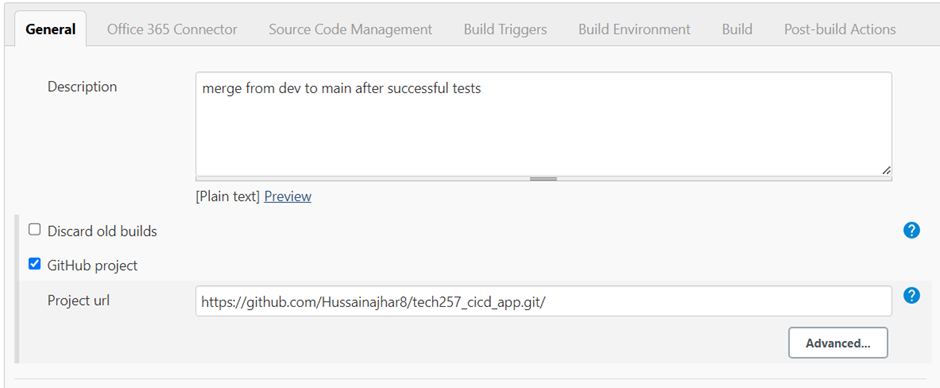 General Office 365 Connector Source Code Management Build Triggers Build Environment Build Post-build Actions
Description merge from dev to main after successful tests
[Plain text] Preview
Discard old builds ?
GitHub project
Project url https://github.com/Hussainajhar8/tech257_cicd_app.git/ ?
Advanced...